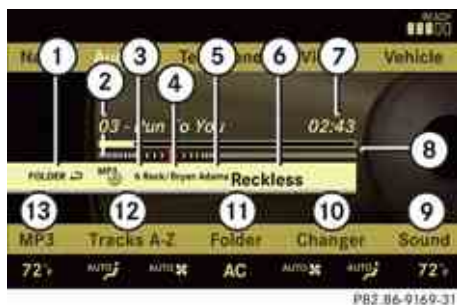 READY
1 3 5 6 7
Vehicle
2 4
03 - Run To You 02:43
8
FOLDER MP3 6 Rock/Bryan Adams Reckless
13 12 11 10 9
MP3 Tracks A-Z Folder Changer Sound
72°F AUTO AUTO AC AUTO AUTO 72°F
P82.86-9169-31